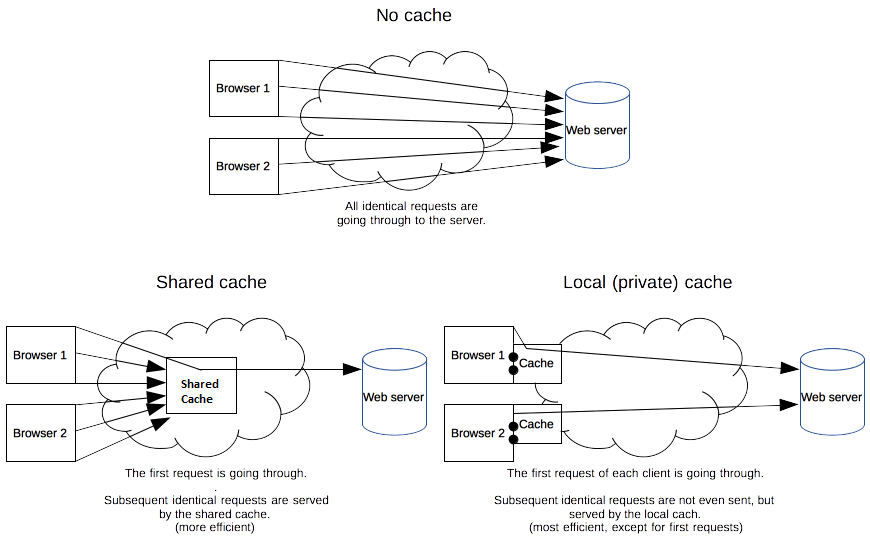 No cache
Browser 1
Browser 2
Web server
All identical requests are
going through to the server.
Shared cache
Browser 1
Browser 2
Shared
Cache
Web server
The first request is going through.
.
Subsequent identical requests are served
by the shared cache.
(more efficient)
Local (private) cache
Browser 1
Cache
Browser 2
Cache
Web server
The first request of each client is going through.
Subsequent identical requests are not even sent, but
served by the local cach.
(most efficient, except for first requests)